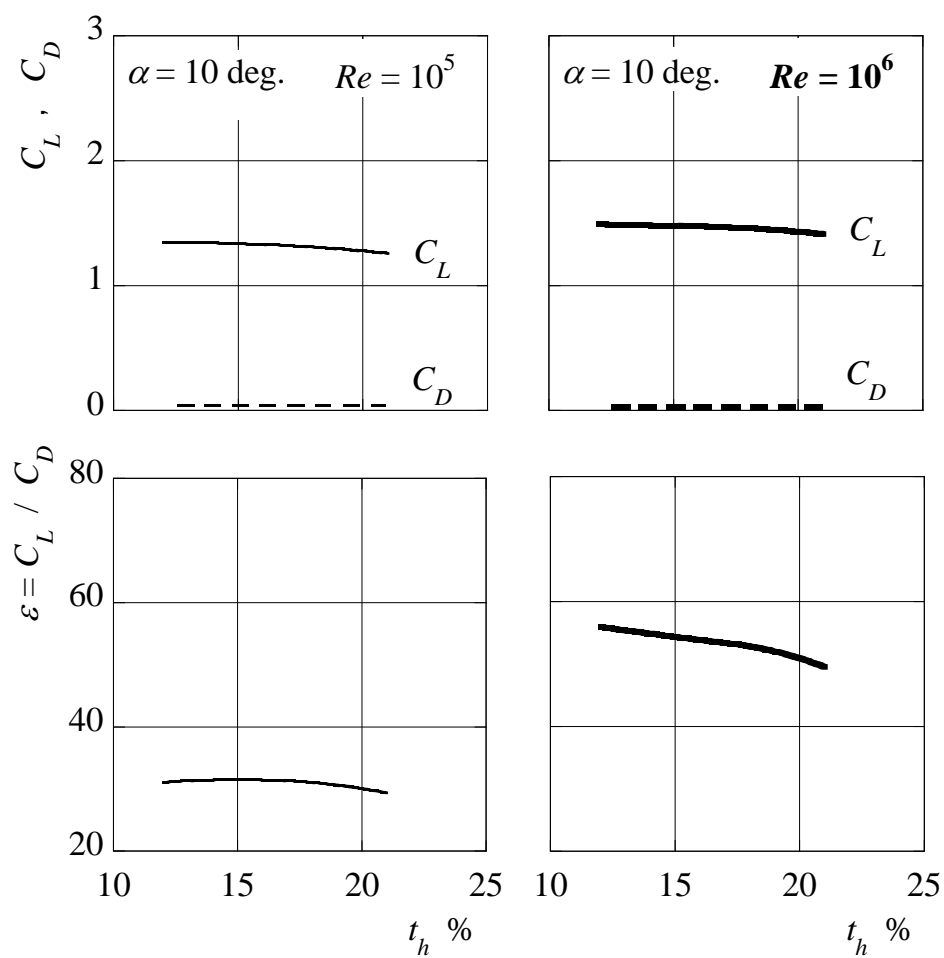 C_L , C_D
3
2
1
0
α = 10 deg. Re = 10^5
C_L
C_D
α = 10 deg. Re = 10^6
C_L
C_D
ε = C_L / C_D
80
60
40
20
10 15 20 25
t_h %
10 15 20 25
t_h %